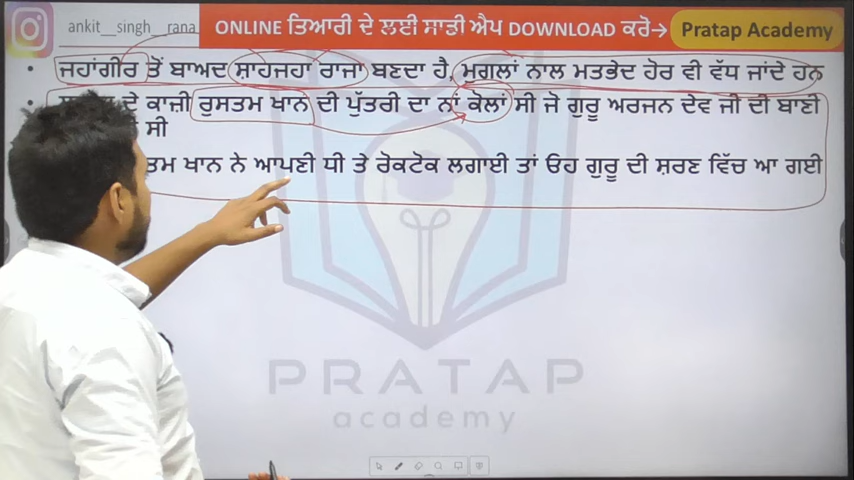 ankit__singh__rana ONLINE ਤਿਆਰੀ ਦੇ ਲਈ ਸਾਡੀ ਐਪ DOWNLOAD ਕਰੋ→ Pratap Academy
• ਜਹਾਂਗੀਰ ਤੋਂ ਬਾਅਦ ਸ਼ਾਹਜਹਾਂ ਰਾਜਾ ਬਣਦਾ ਹੈ, ਮੁਗਲਾਂ ਨਾਲ ਮਤਭੇਦ ਹੋਰ ਵੀ ਵੱਧ ਜਾਂਦੇ ਹਨ
• ਦੇ ਕਾਜ਼ੀ ਰੁਸਤਮ ਖਾਨ ਦੀ ਪੁੱਤਰੀ ਦਾ ਨਾਂ ਕੋਲਾਂ ਸੀ ਜੋ ਗੁਰੂ ਅਰਜਨ ਦੇਵ ਜੀ ਦੀ ਬਾਣੀ
ਸੀ
ਖਾਨ ਨੇ ਆਪਣੀ ਧੀ ਤੇ ਰੋਕਟੋਕ ਲਗਾਈ ਤਾਂ ਓਹ ਗੁਰੂ ਦੀ ਸ਼ਰਣ ਵਿੱਚ ਆ ਗਈ
PRATAP
academy